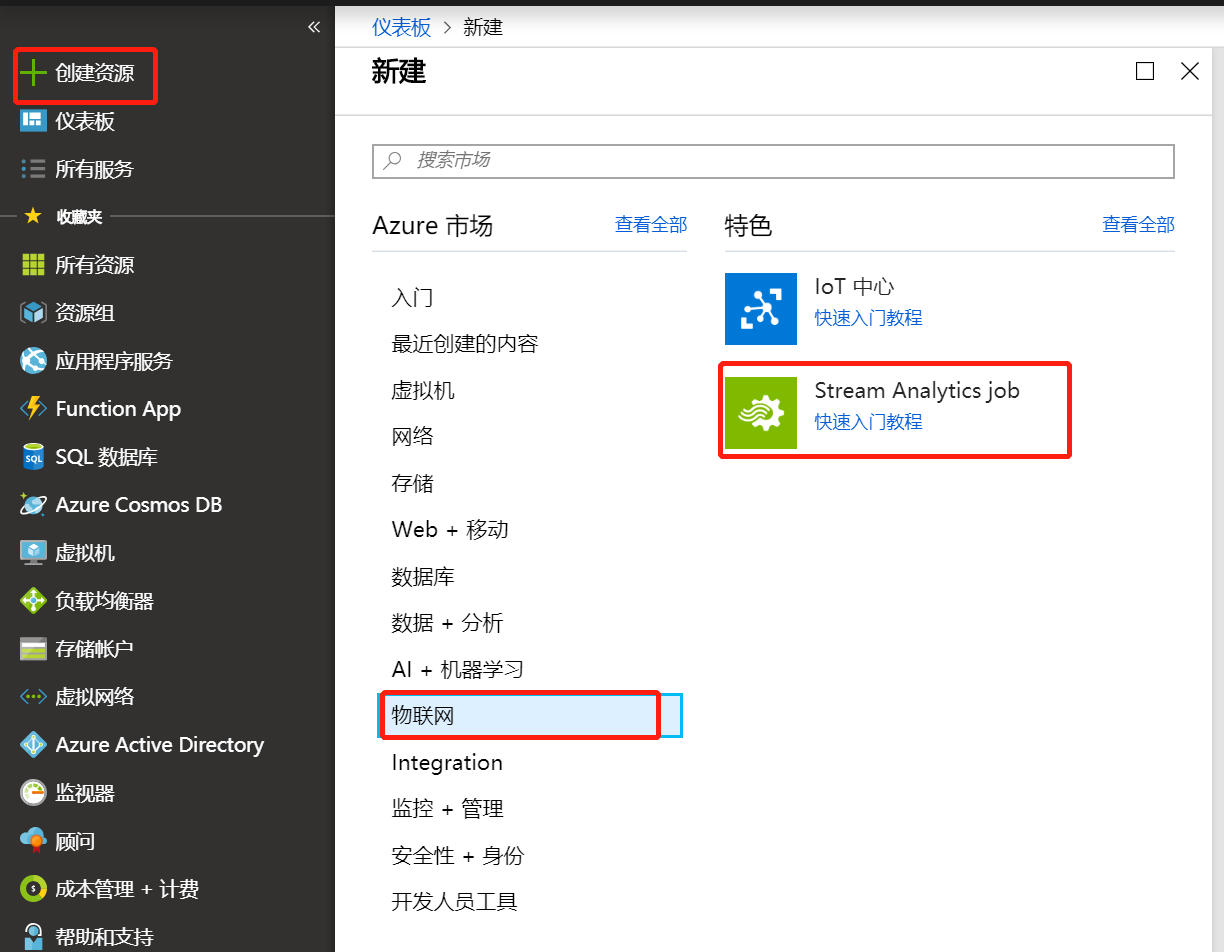 «
创建资源
仪表板
所有服务
收藏夹
所有资源
资源组
应用程序服务
Function App
SQL 数据库
Azure Cosmos DB
虚拟机
负载均衡器
存储帐户
虚拟网络
Azure Active Directory
监视器
顾问
成本管理 + 计费
帮助和支持
仪表板 > 新建
新建
搜索市场
Azure 市场 查看全部
入门
最近创建的内容
虚拟机
网络
存储
Web + 移动
数据库
数据 + 分析
AI + 机器学习
物联网
Integration
监控 + 管理
安全性 + 身份
开发人员工具
特色 查看全部
IoT 中心
快速入门教程
Stream Analytics job
快速入门教程